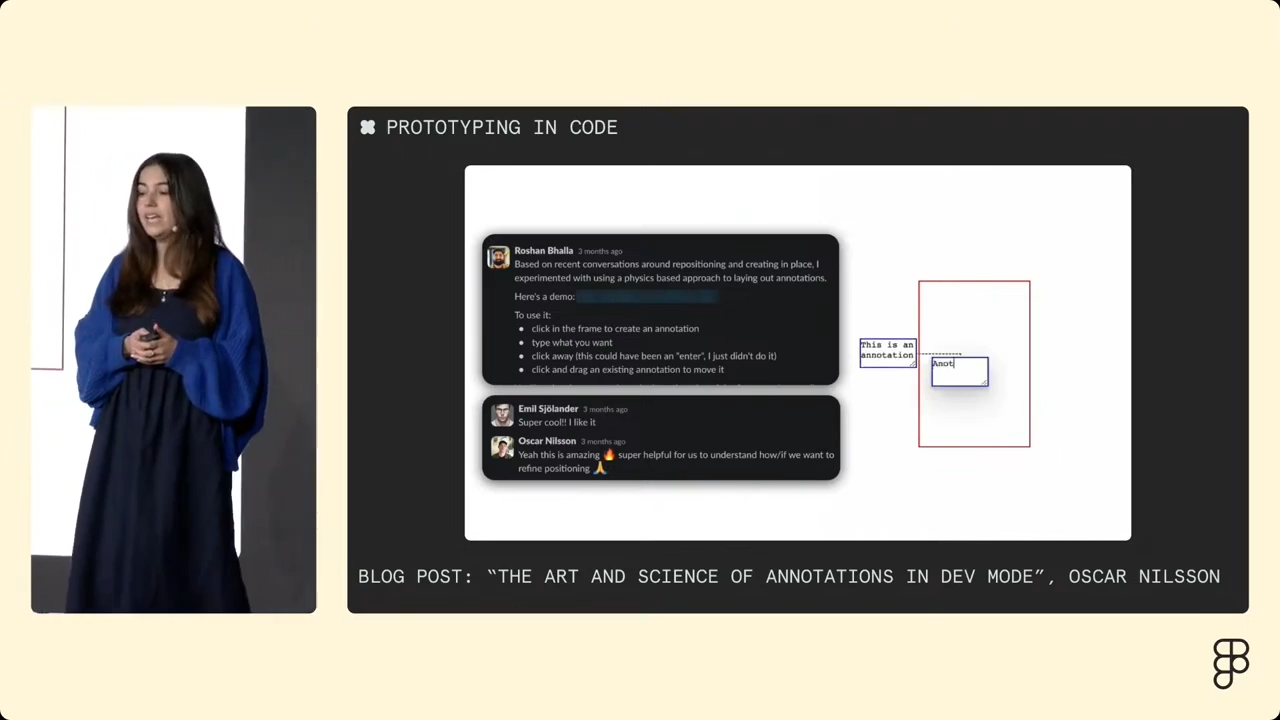 PROTOTYPING IN CODE
Roshan Bhalla 3 months ago
Based on recent conversations around repositioning and creating in place, I
experimented with using a physics based approach to laying out annotations.
Here's a demo:
To use it:
• click in the frame to create an annotation
• type what you want
• click away (this could have been an "enter", I just didn't do it)
• click and drag an existing annotation to move it
Emil Sjölander 3 months ago
Super cool!! I like it
Oscar Nilsson 3 months ago
Yeah this is amazing 🔥 super helpful for us to understand how/if we want to
refine positioning 🙏
This is an
annotation
Anot
BLOG POST: “THE ART AND SCIENCE OF ANNOTATIONS IN DEV MODE”, OSCAR NILSSON